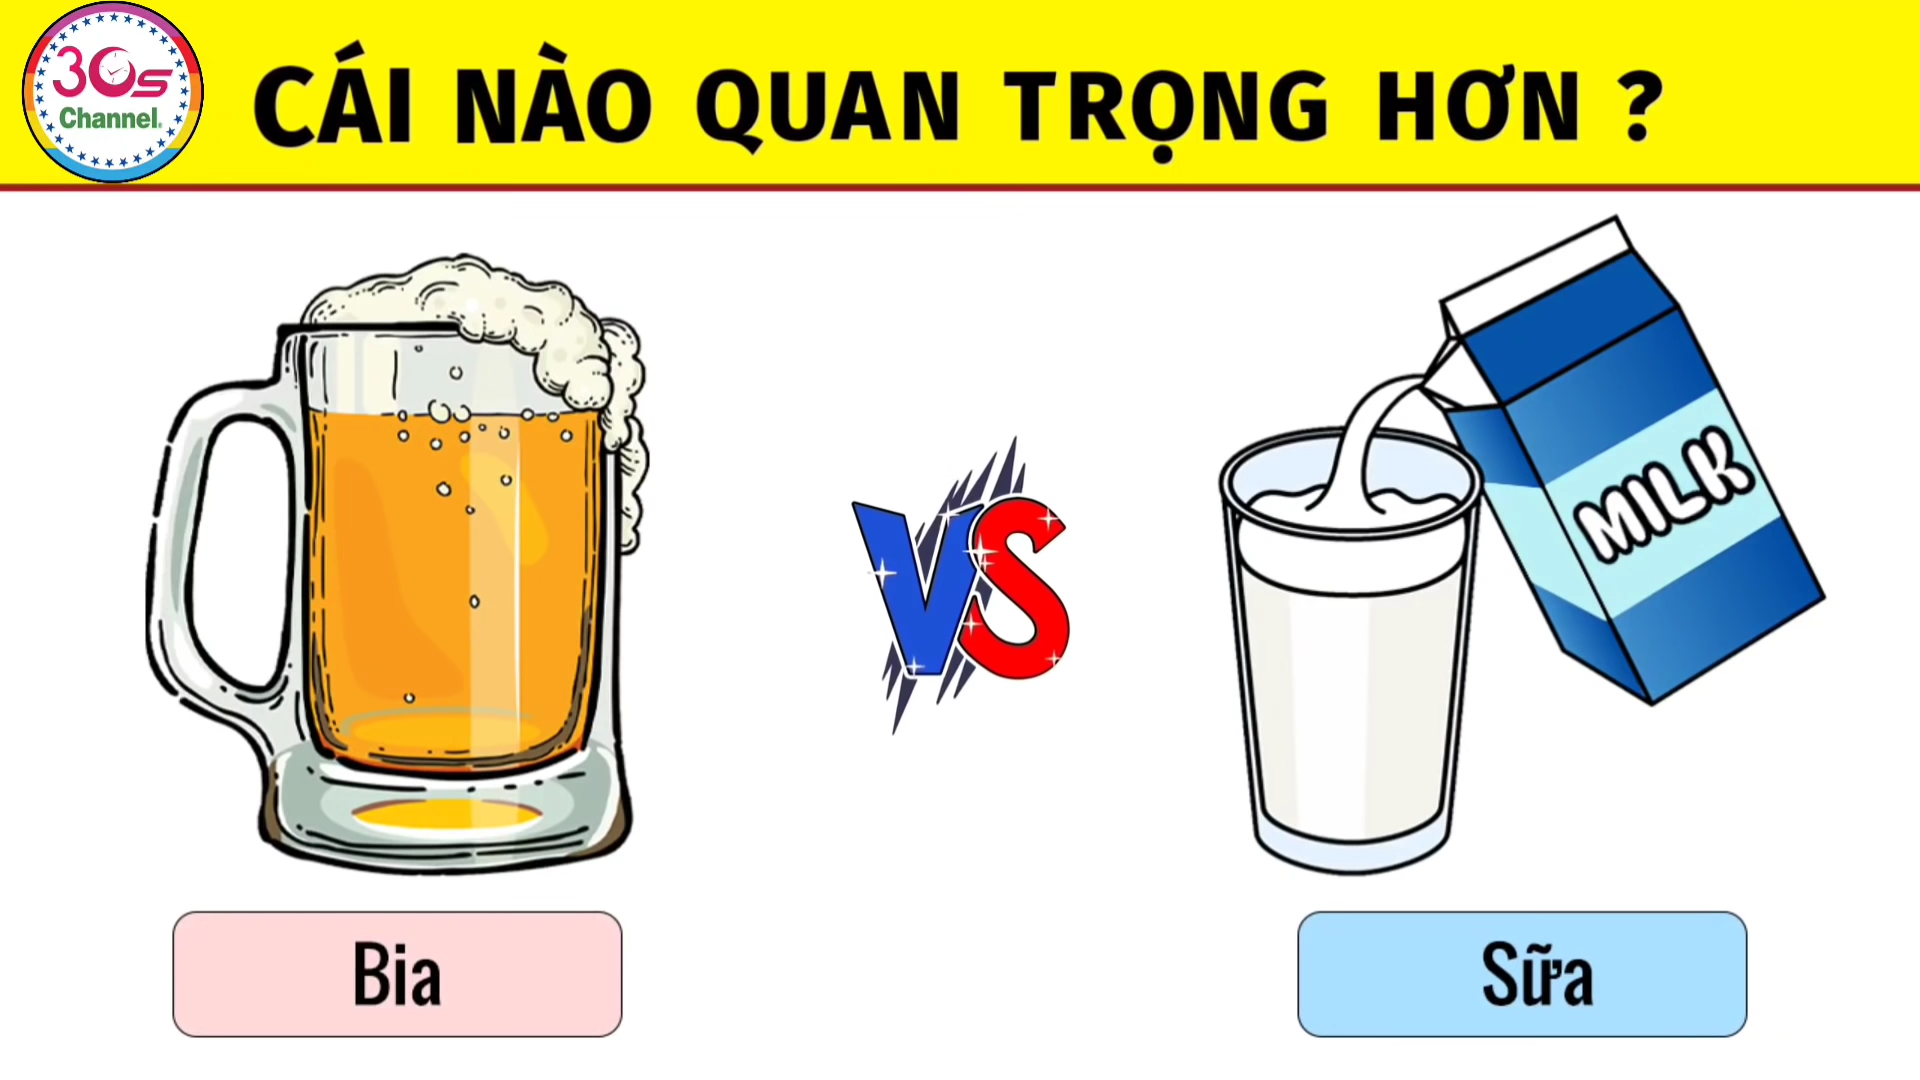 30s
Channel.
CÁI NÀO QUAN TRỌNG HƠN ?
VS
MILK
Bia
Sữa